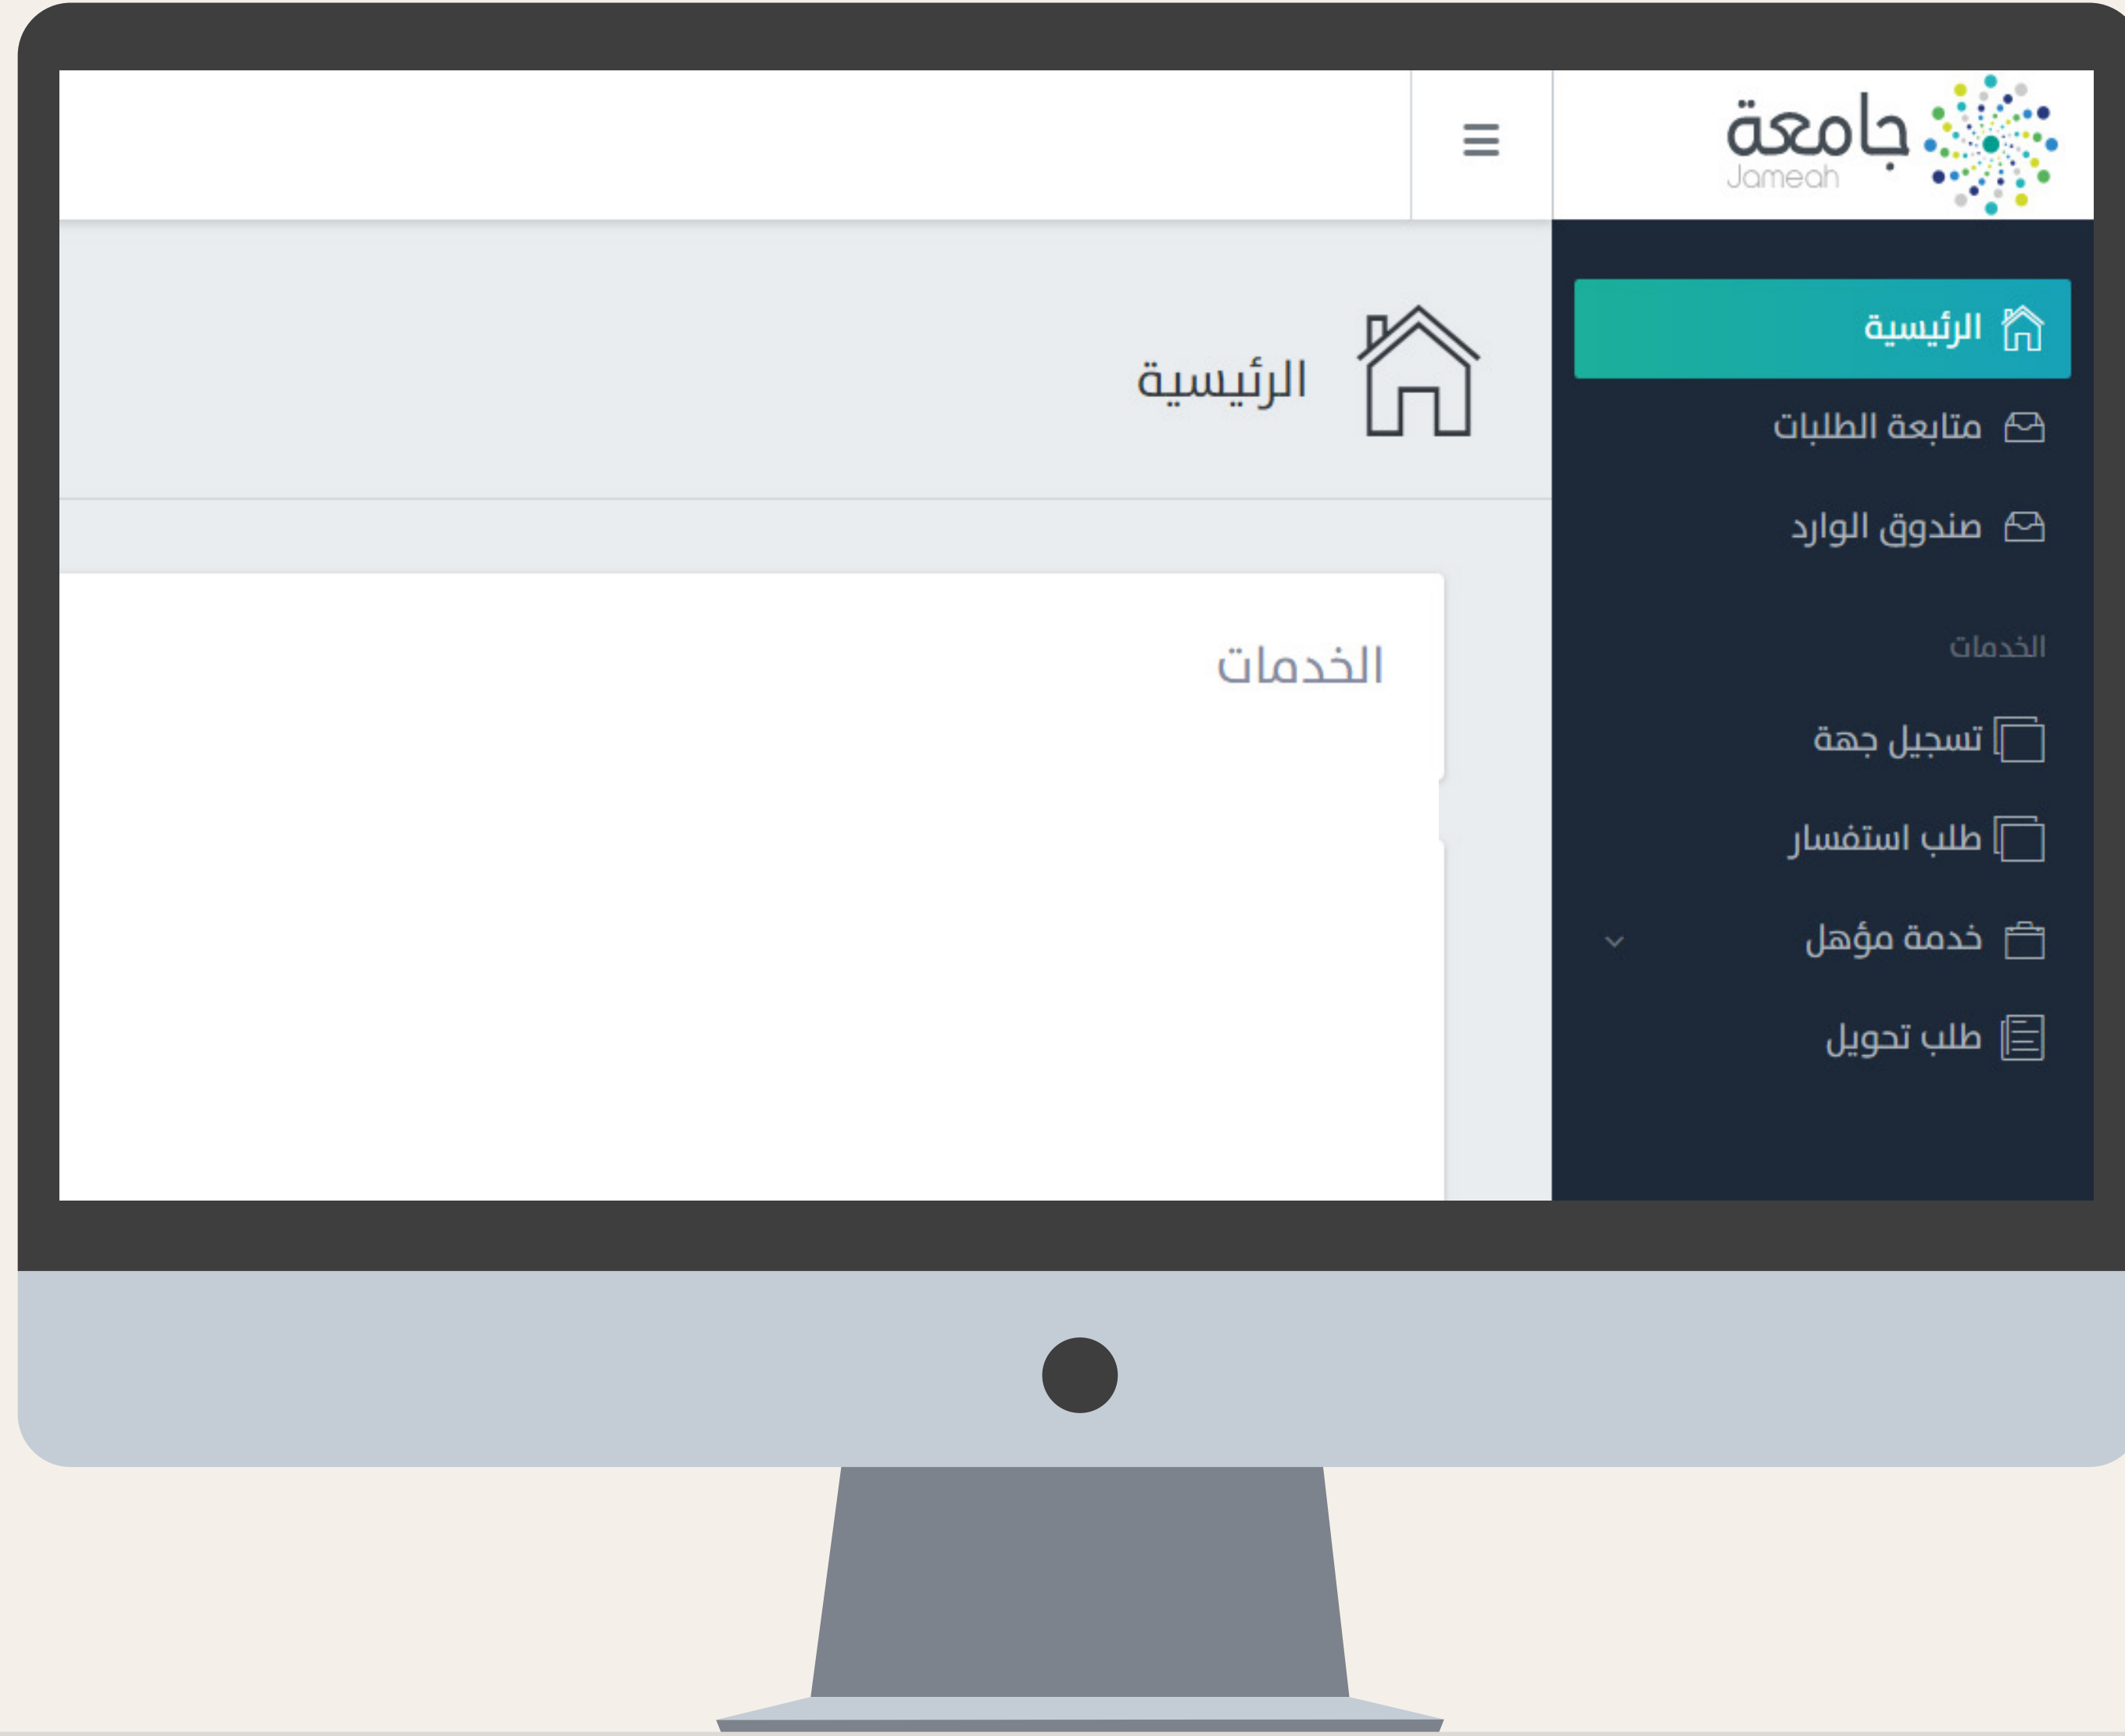 جامعة
Jameah
الرئيسية
متابعة الطلبات
صندوق الوارد
الخدمات
تسجيل جهة
طلب استفسار
خدمة مؤهل
طلب تحويل
الرئيسية
الخدمات